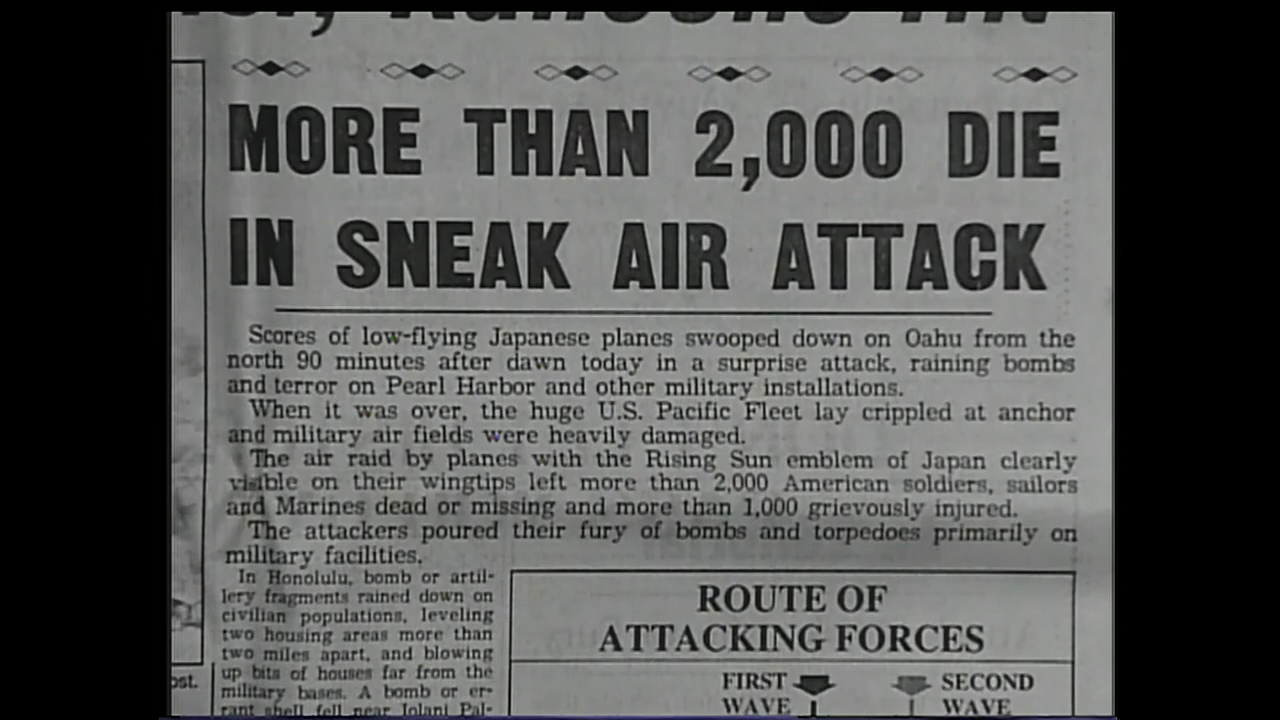 MORE THAN 2,000 DIE
IN SNEAK AIR ATTACK
Scores of low-flying Japanese planes swooped down on Oahu from the
north 90 minutes after dawn today in a surprise attack, raining bombs
and terror on Pearl Harbor and other military installations.
When it was over, the huge U.S. Pacific Fleet lay crippled at anchor
and military air fields were heavily damaged.
The air raid by planes with the Rising Sun emblem of Japan clearly
visible on their wingtips left more than 2,000 American soldiers, sailors
and Marines dead or missing and more than 1,000 grievously injured.
The attackers poured their fury of bombs and torpedoes primarily on
military facilities.
In Honolulu, bomb or artil-
lery fragments rained down on
civilian populations, leveling
two housing areas more than
two miles apart, and blowing
up bits of houses far from the
military bases. A bomb or er-
rant shell fell near Iolani Pal-
ost.
ROUTE OF
ATTACKING FORCES
FIRST
WAVE
SECOND
WAVE